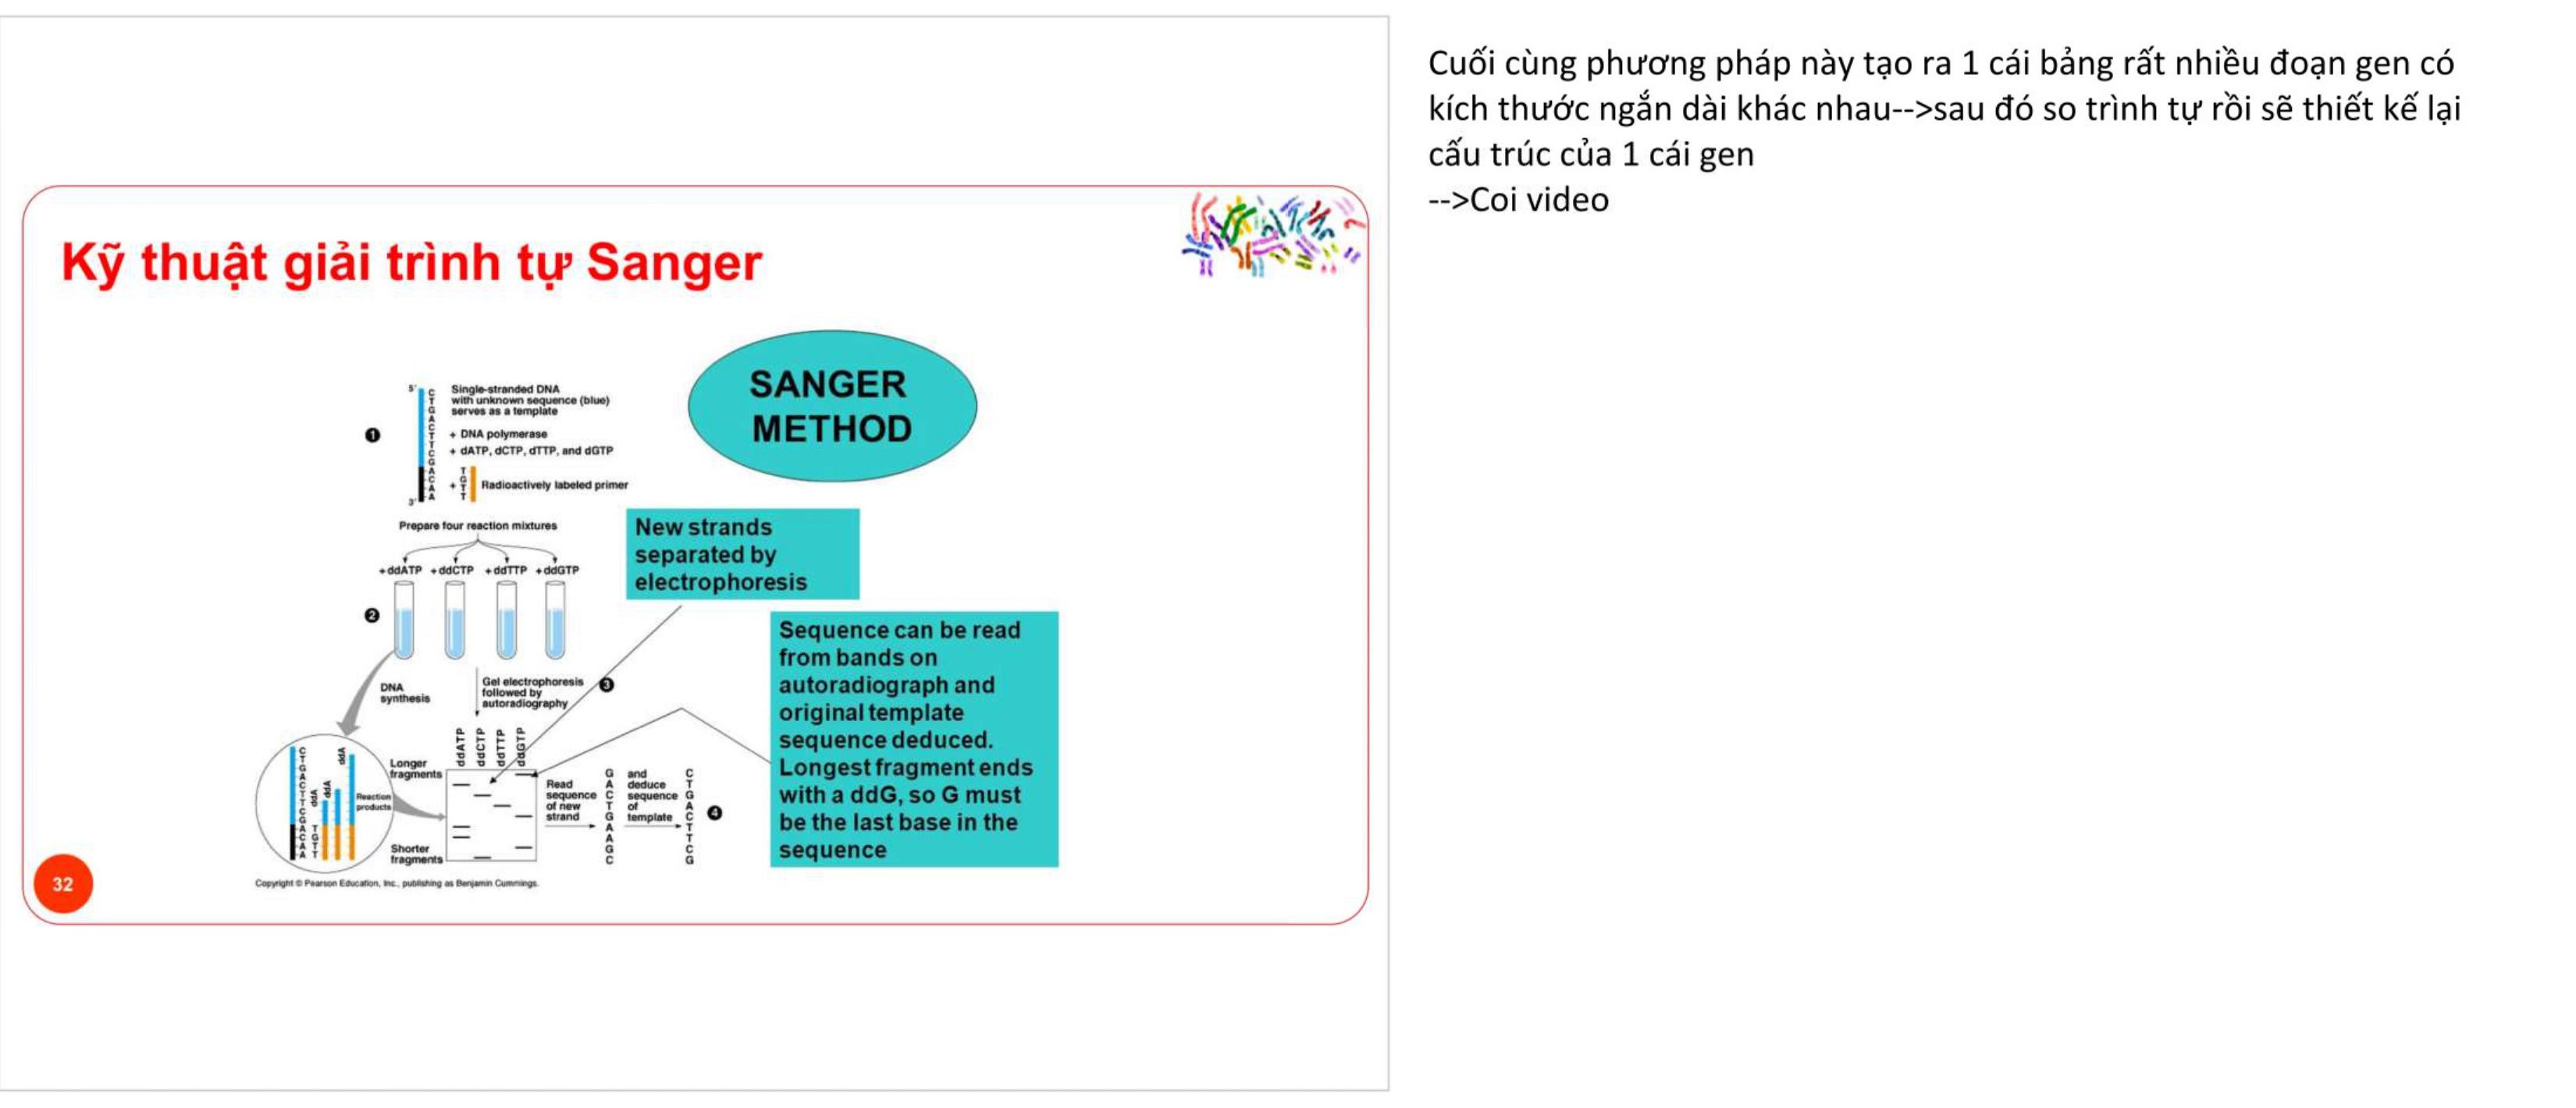 Cuối cùng phương pháp này tạo ra 1 cái bảng rất nhiều đoạn gen có
kích thước ngắn dài khác nhau-->sau đó so trình tự rồi sẽ thiết kế lại
cấu trúc của 1 cái gen
-->Coi video
Kỹ thuật giải trình tự Sanger
SANGER
METHOD
1
5'
CTGACTTCGACAA
3'
Single-stranded DNA
with unknown sequence (blue)
serves as a template
+ DNA polymerase
+ dATP, dCTP, dTTP, and dGTP
+ TGTT Radioactively labeled primer
Prepare four reaction mixtures
+ddATP +ddCTP +ddTTP +ddGTP
2
New strands
separated by
electrophoresis
DNA
synthesis
Gel electrophoresis
followed by
autoradiography
3
Sequence can be read
from bands on
autoradiograph and
original template
sequence deduced.
Longest fragment ends
with a ddG, so G must
be the last base in the
sequence
ddATP ddCTP ddTTP ddGTP
CTGACTTCGACAA
TGTT
ddA
ddA
ddA
Reaction
products
Longer
fragments
Shorter
fragments
Read
sequence
of new
strand
GACTGAAGC
and
deduce
sequence
of
template
CTGACTTCG
4
Copyright © Pearson Education, Inc., publishing as Benjamin Cummings.
32